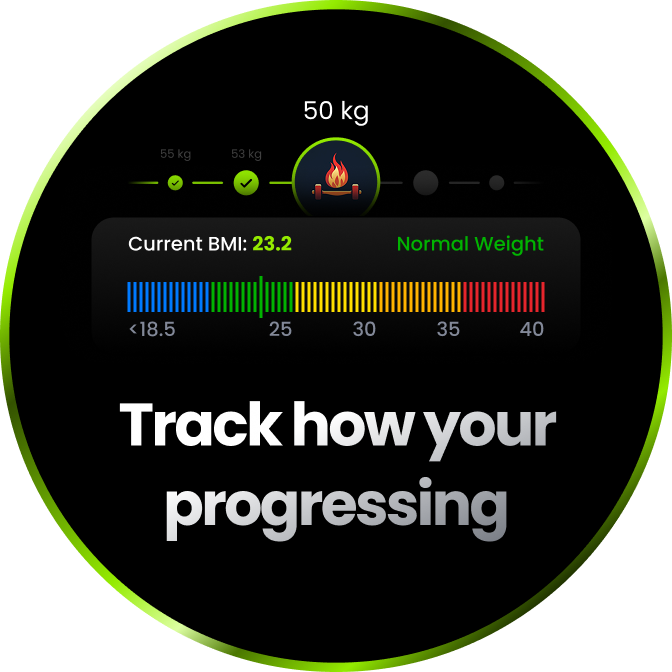 50 kg
55 kg 53 kg
Current BMI: 23.2 Normal Weight
<18.5 25 30 35 40
Track how your
progressing